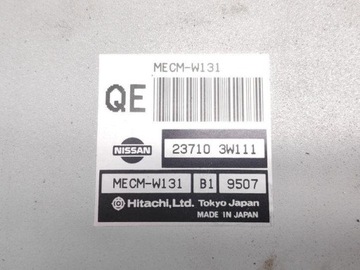 MECM-W131
QE
NISSAN
23710 3W111
MECM-W131 B1 9507
Hitachi,Ltd. Tokyo Japan
MADE IN JAPAN